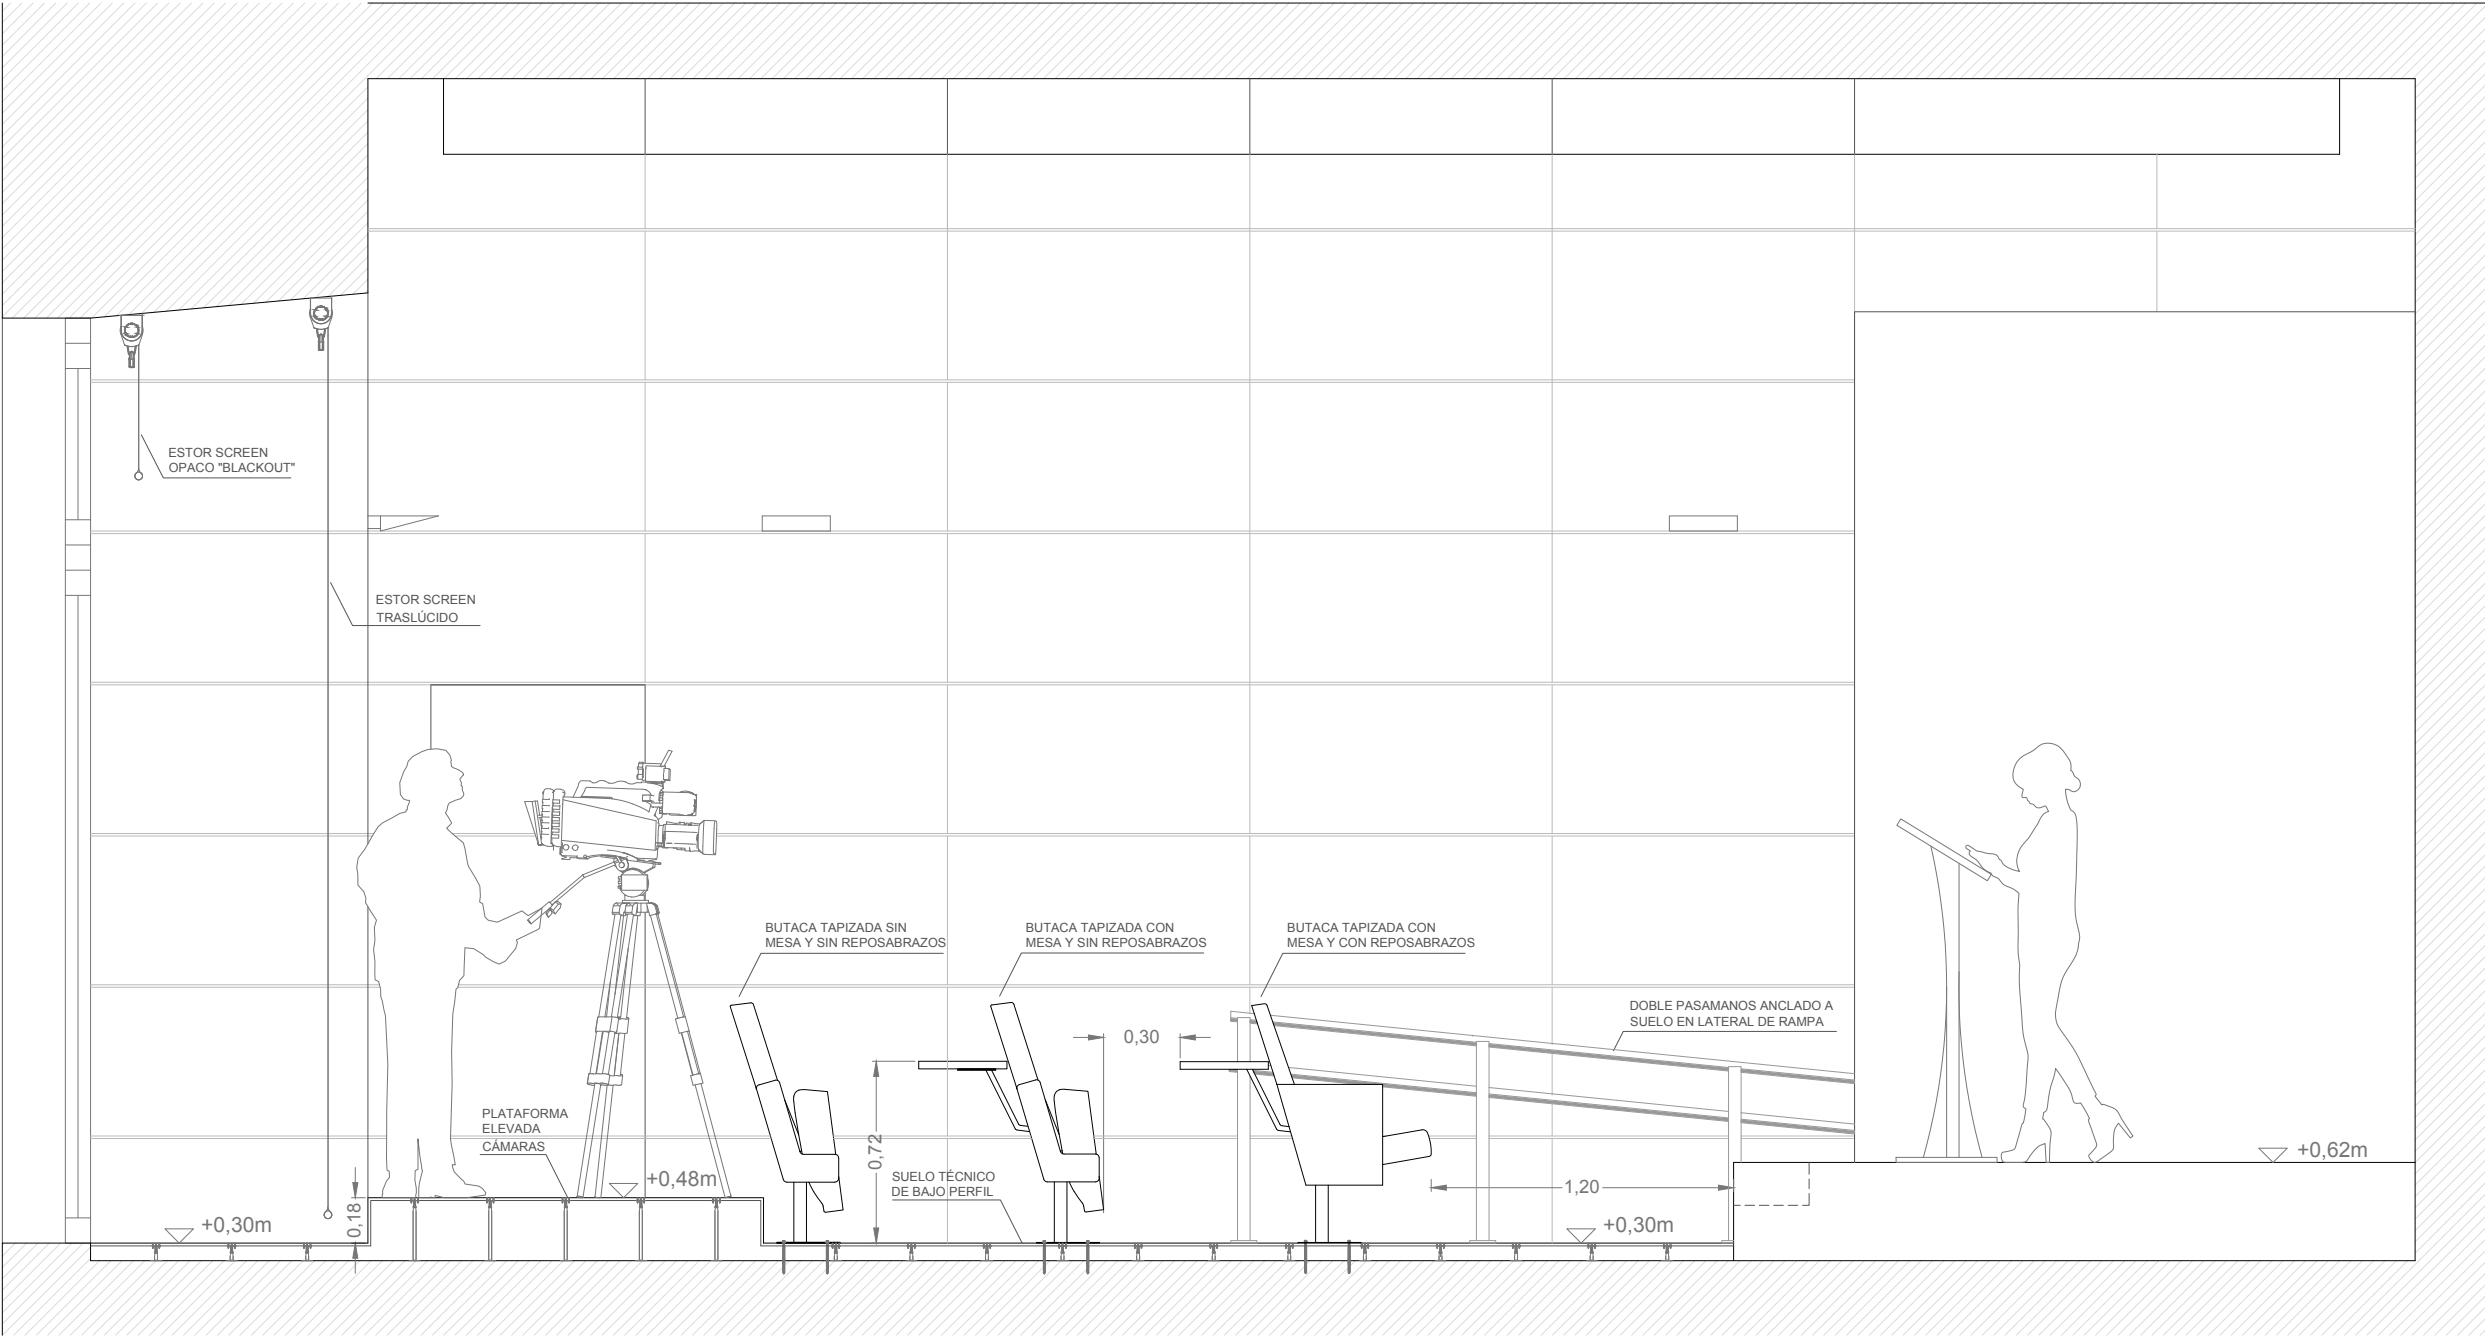 ESTOR SCREEN
OPACO "BLACKOUT"
ESTOR SCREEN
TRASLÚCIDO
BUTACA TAPIZADA SIN
MESA Y SIN REPOSABRAZOS
BUTACA TAPIZADA CON
MESA Y SIN REPOSABRAZOS
BUTACA TAPIZADA CON
MESA Y CON REPOSABRAZOS
DOBLE PASAMANOS ANCLADO A
SUELO EN LATERAL DE RAMPA
0,30
PLATAFORMA
ELEVADA
CÁMARAS
0,72
SUELO TÉCNICO
DE BAJO PERFIL
+0,62m
+0,48m
1,20
0,18
+0,30m
+0,30m